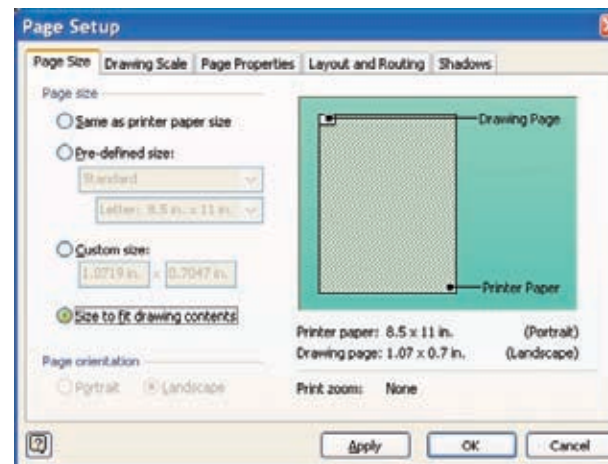 Page Setup
Page Size Drawing Scale Page Properties Layout and Routing Shadows
Page size
Same as printer paper size
Pre-defined size:
Standard
Letter: 8.5 in. x 11 in.
Custom size:
1.0719 in. x 0.7047 in.
Size to fit drawing contents
Page orientation
Portrait Landscape
Drawing Page
Printer Paper
Printer paper: 8.5 x 11 in. (Portrait)
Drawing page: 1.07 x 0.7 in. (Landscape)
Print zoom: None
?
Apply OK Cancel